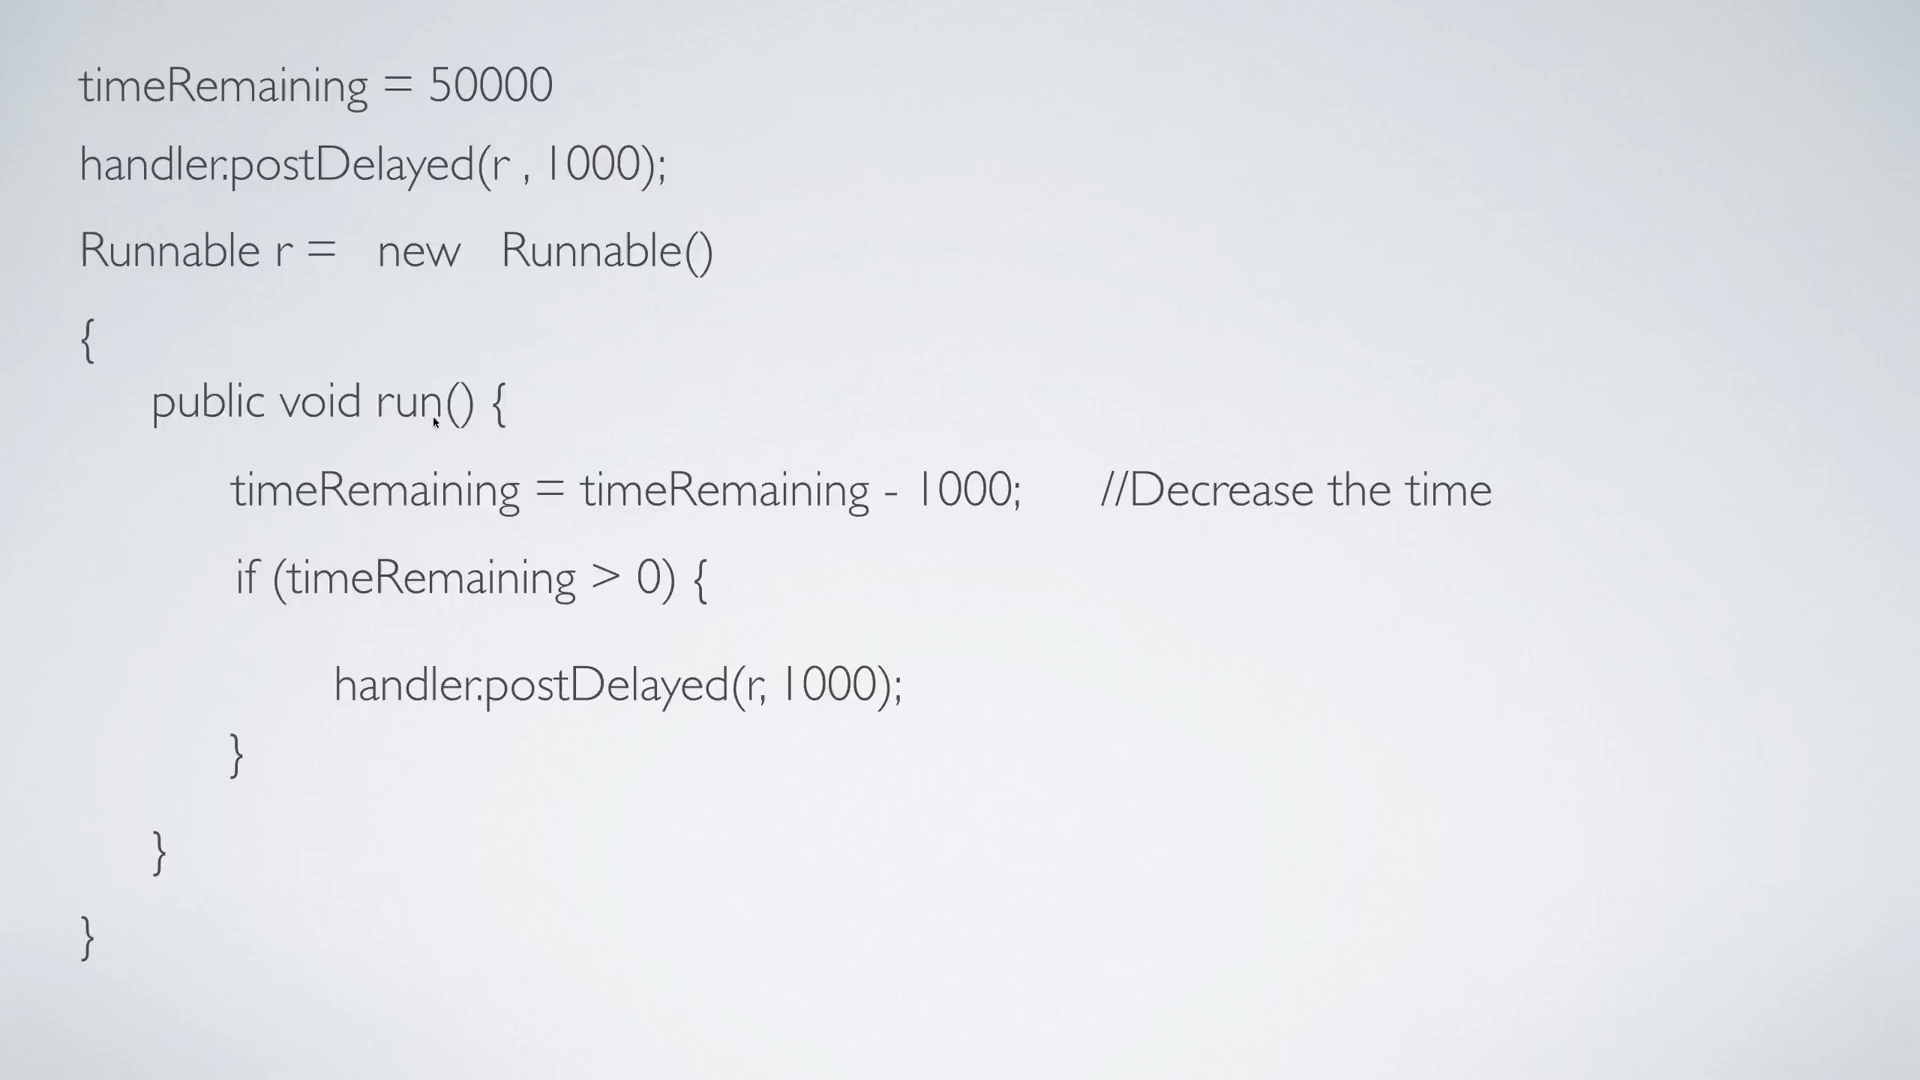 timeRemaining = 50000
handler.postDelayed(r , 1000);
Runnable r = new Runnable()
{
public void run() {
timeRemaining = timeRemaining - 1000; //Decrease the time
if (timeRemaining > 0) {
handler.postDelayed(r, 1000);
}
}
}